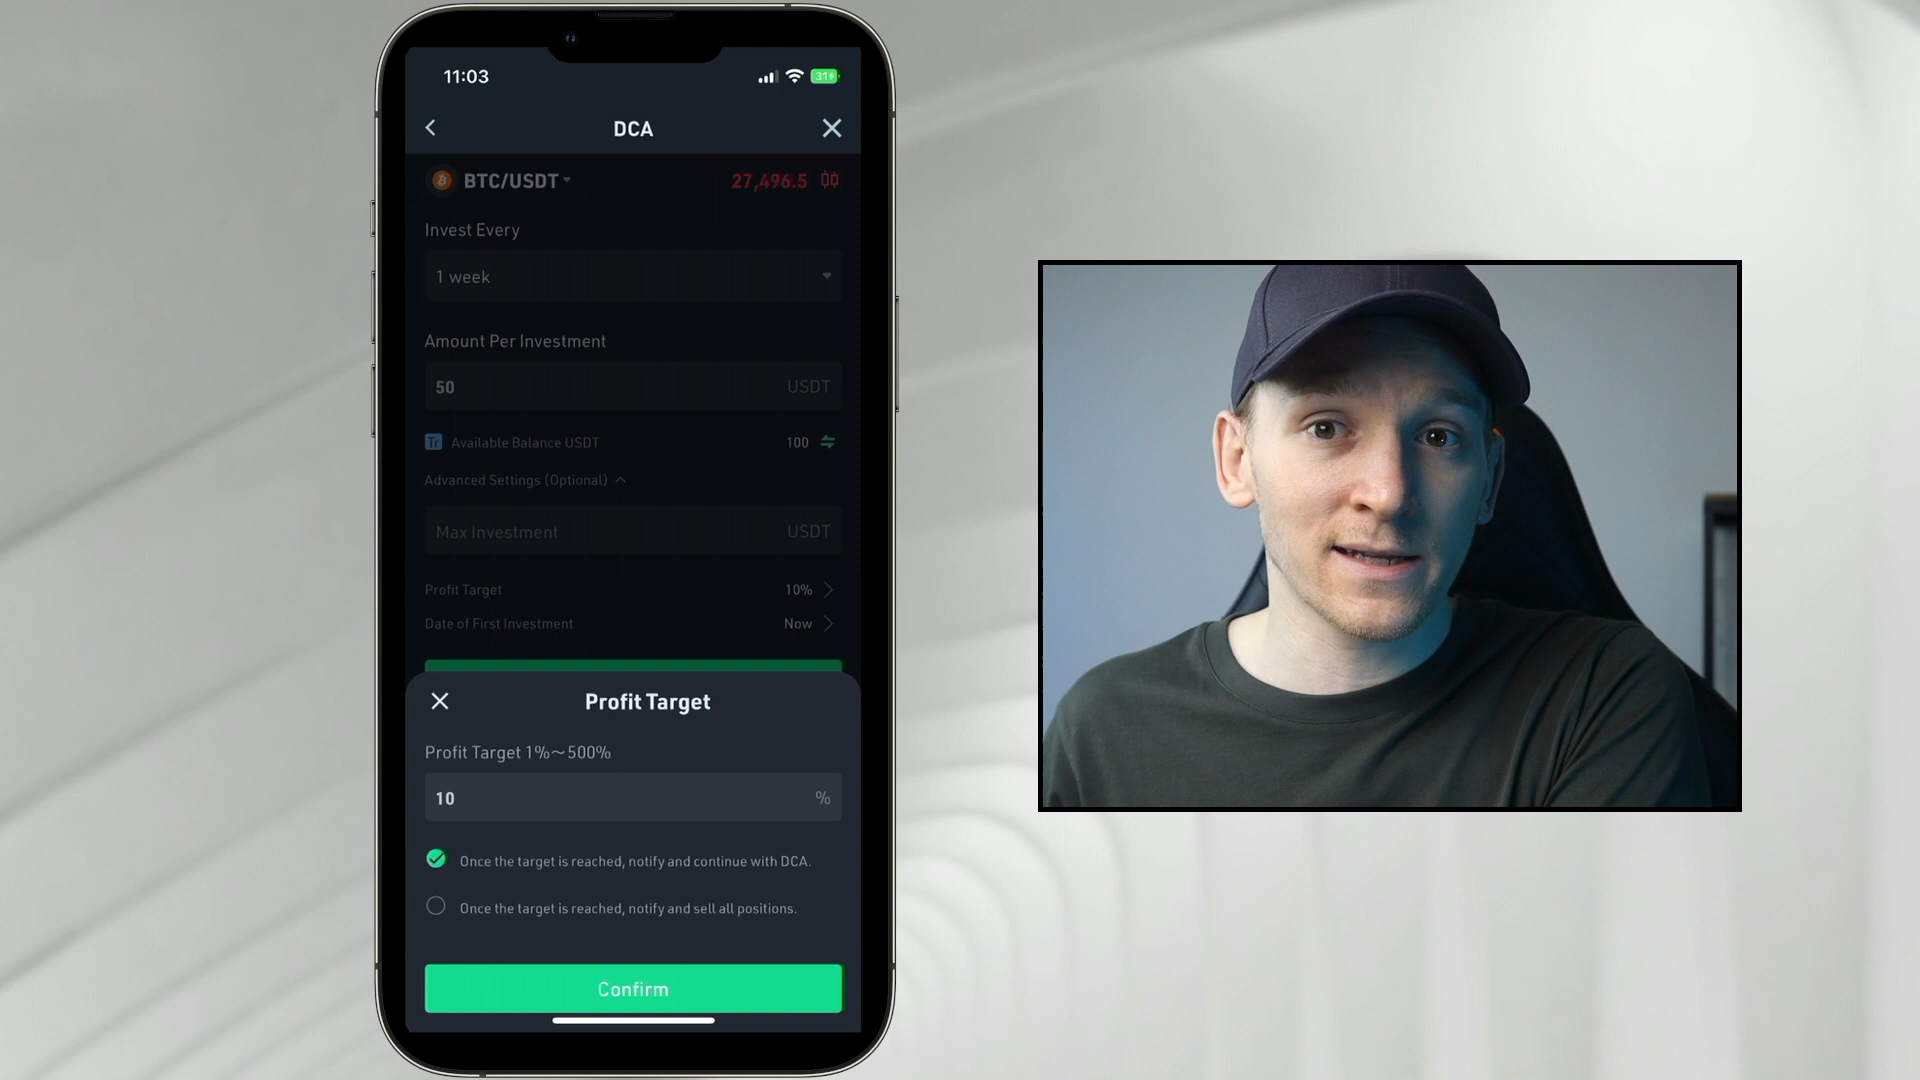 11:03
31
DCA
BTC/USDT
27,496.5
Invest Every
1 week
Amount Per Investment
50 USDT
Tr Available Balance USDT 100
Advanced Settings (Optional)
Max Investment USDT
Profit Target 10%
Date of First Investment Now
Profit Target
Profit Target 1%~500%
10 %
Once the target is reached, notify and continue with DCA.
Once the target is reached, notify and sell all positions.
Confirm